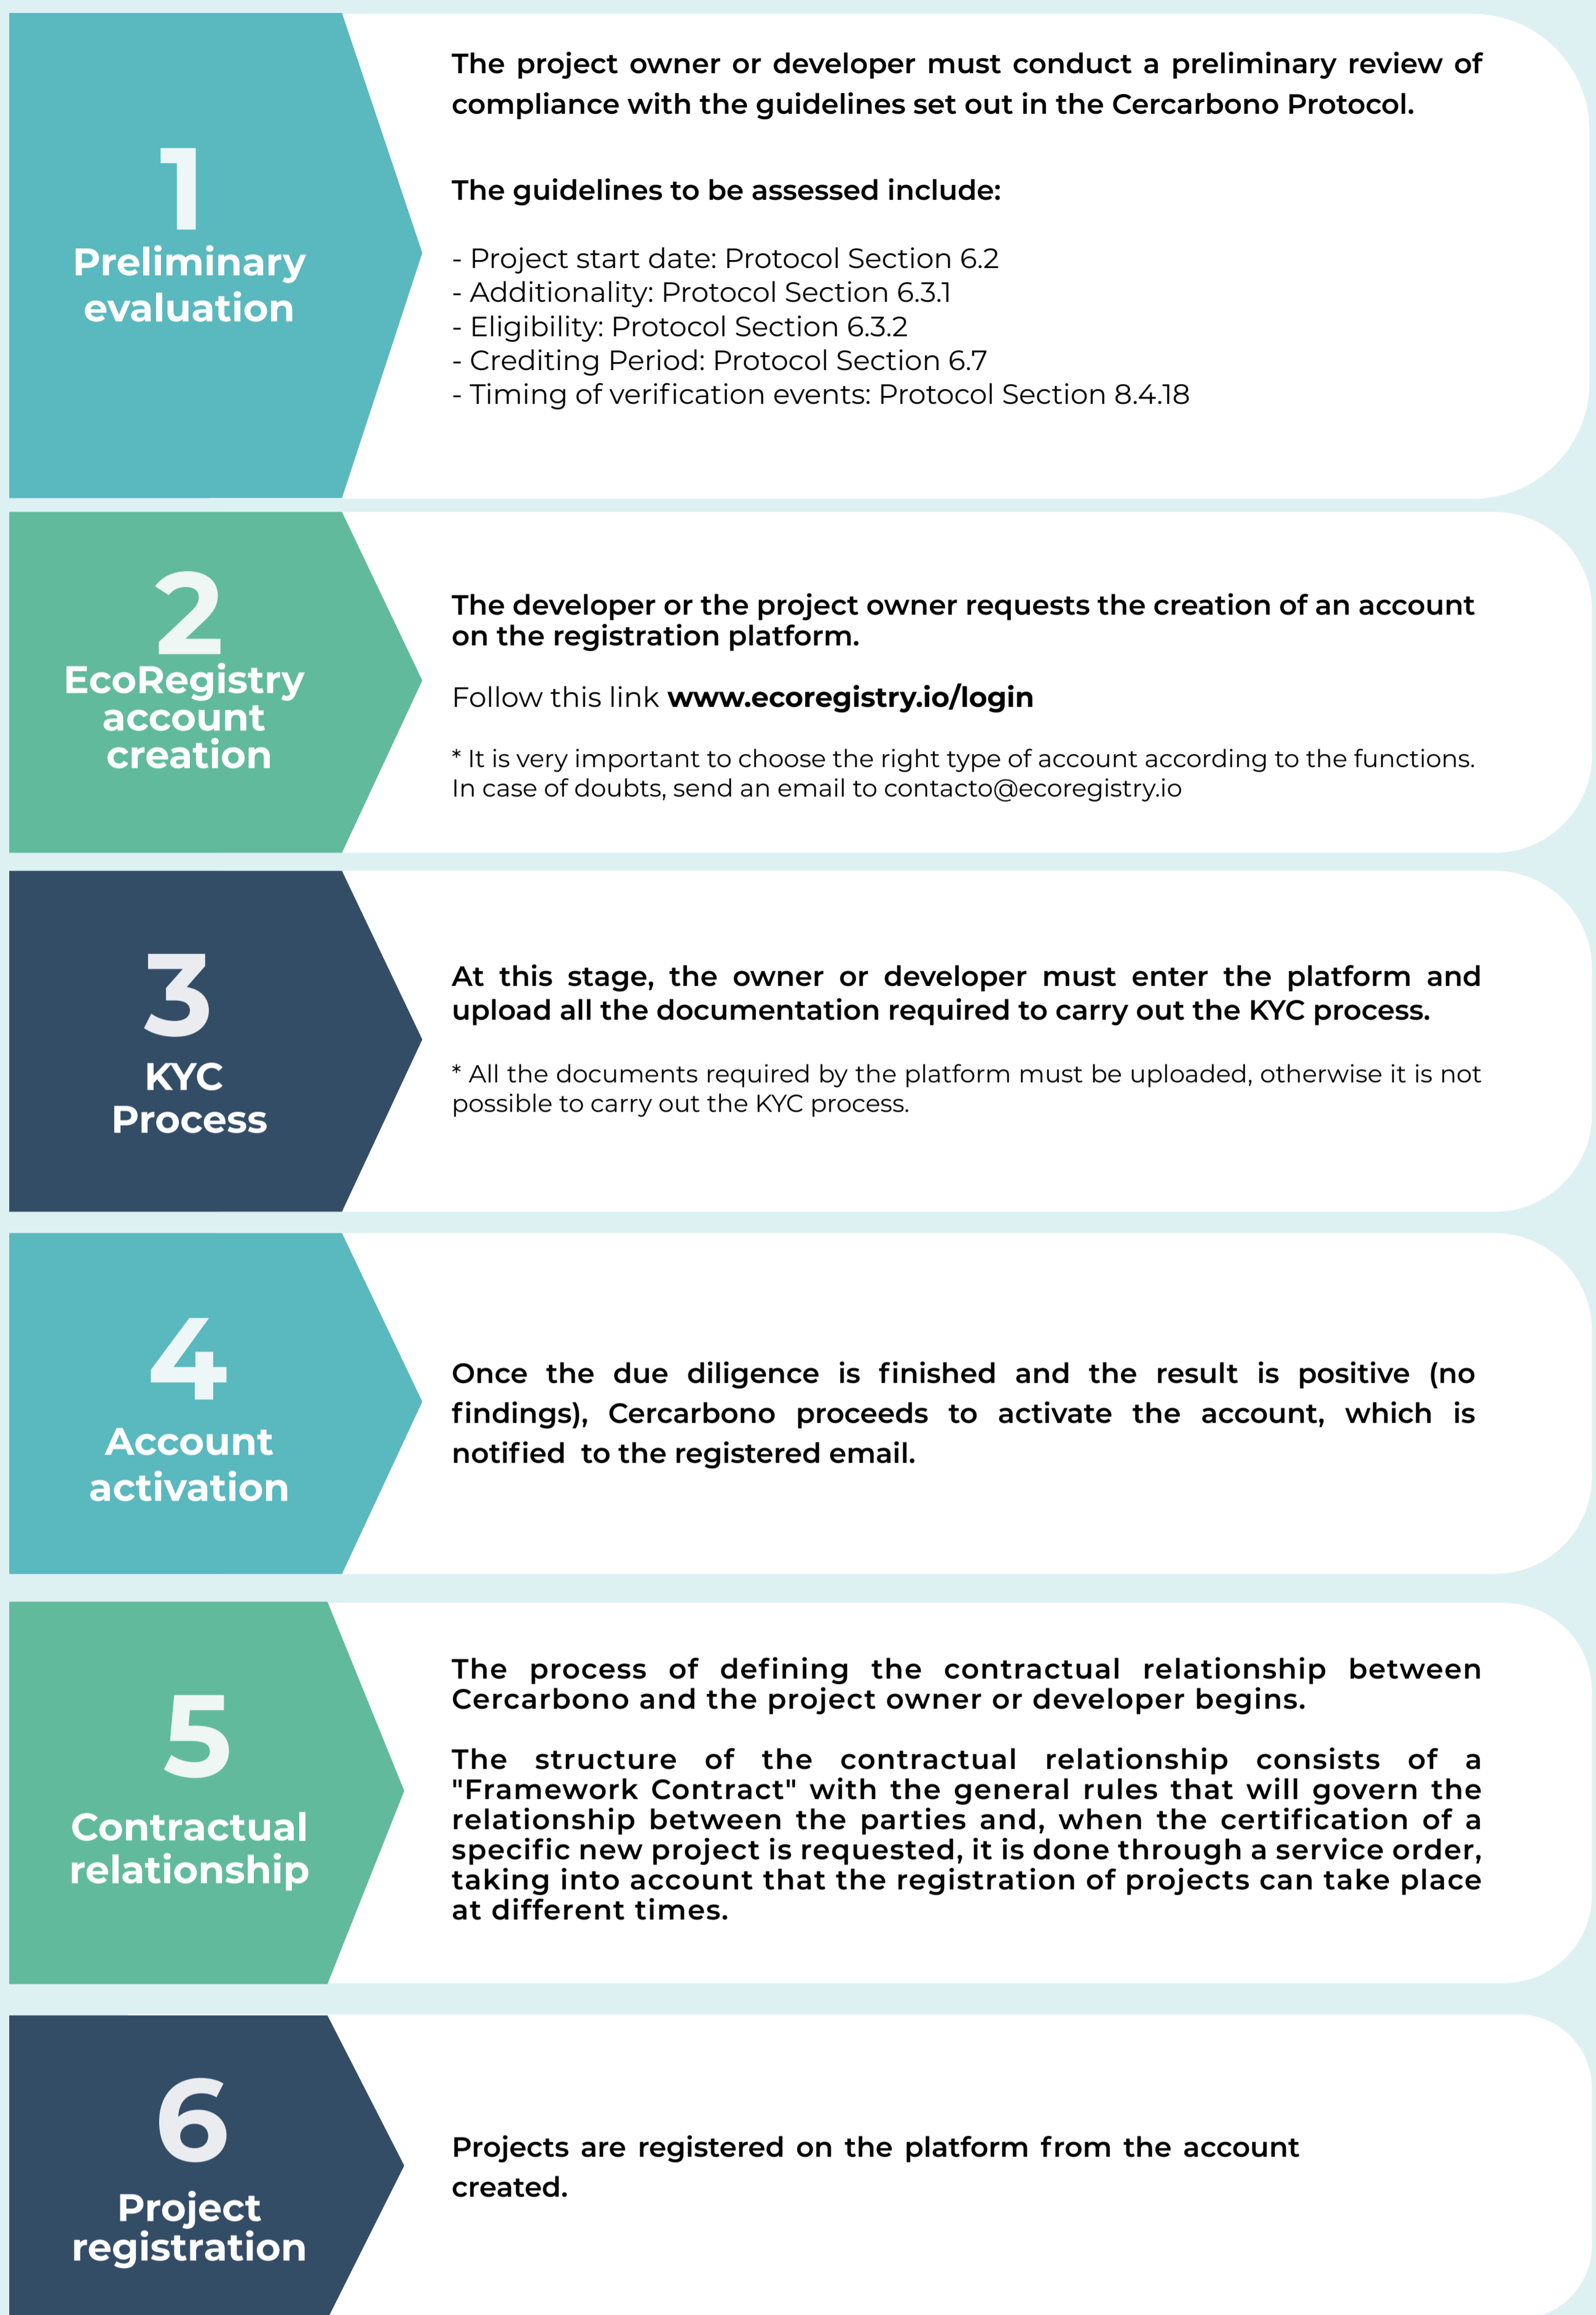 1
Preliminary
evaluation
The project owner or developer must conduct a preliminary review of
compliance with the guidelines set out in the Cercarbono Protocol.
The guidelines to be assessed include:
- Project start date: Protocol Section 6.2
- Additionality: Protocol Section 6.3.1
- Eligibility: Protocol Section 6.3.2
- Crediting Period: Protocol Section 6.7
- Timing of verification events: Protocol Section 8.4.18
2
EcoRegistry
account
creation
The developer or the project owner requests the creation of an account
on the registration platform.
Follow this link www.ecoregistry.io/login
* It is very important to choose the right type of account according to the functions.
In case of doubts, send an email to contacto@ecoregistry.io
3
KYC
Process
At this stage, the owner or developer must enter the platform and
upload all the documentation required to carry out the KYC process.
* All the documents required by the platform must be uploaded, otherwise it is not
possible to carry out the KYC process.
4
Account
activation
Once the due diligence is finished and the result is positive (no
findings), Cercarbono proceeds to activate the account, which is
notified to the registered email.
5
Contractual
relationship
The process of defining the contractual relationship between
Cercarbono and the project owner or developer begins.
The structure of the contractual relationship consists of a
"Framework Contract" with the general rules that will govern the
relationship between the parties and, when the certification of a
specific new project is requested, it is done through a service order,
taking into account that the registration of projects can take place
at different times.
6
Project
registration
Projects are registered on the platform from the account
created.